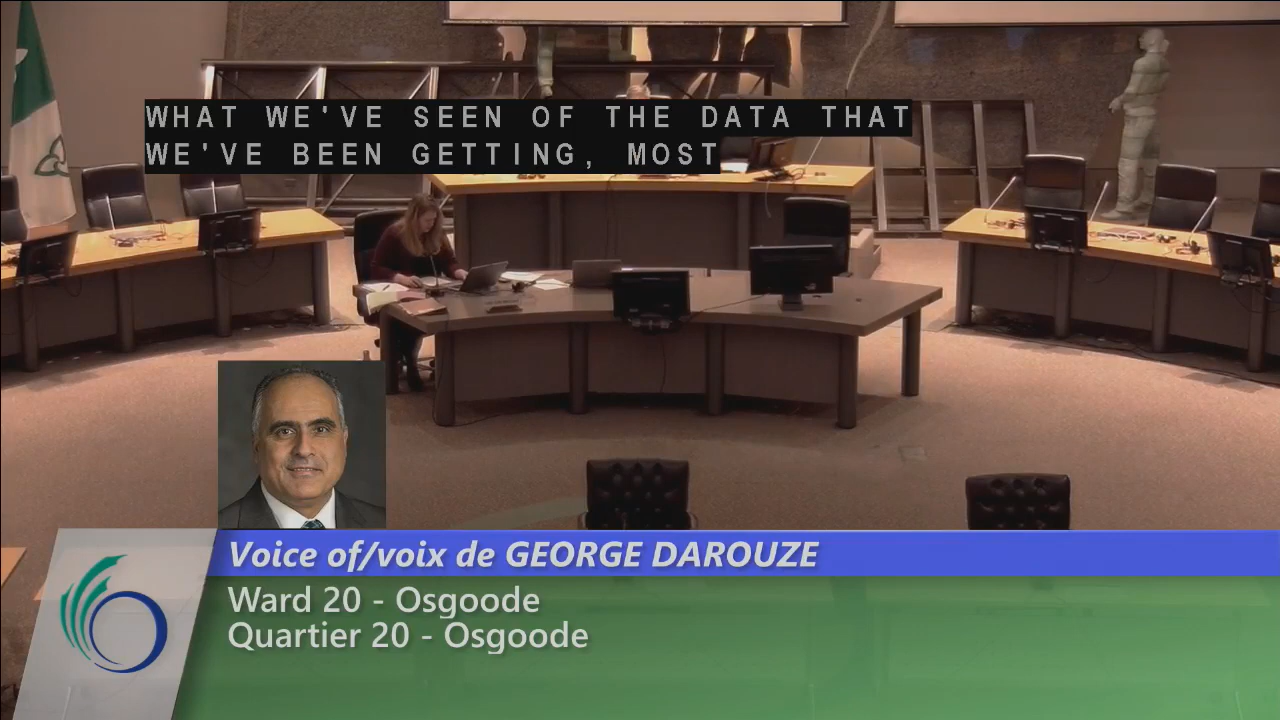 WHAT WE'VE SEEN OF THE DATA THAT
WE'VE BEEN GETTING, MOST
Voice of/voix de GEORGE DAROUZE
Ward 20 - Osgoode
Quartier 20 - Osgoode